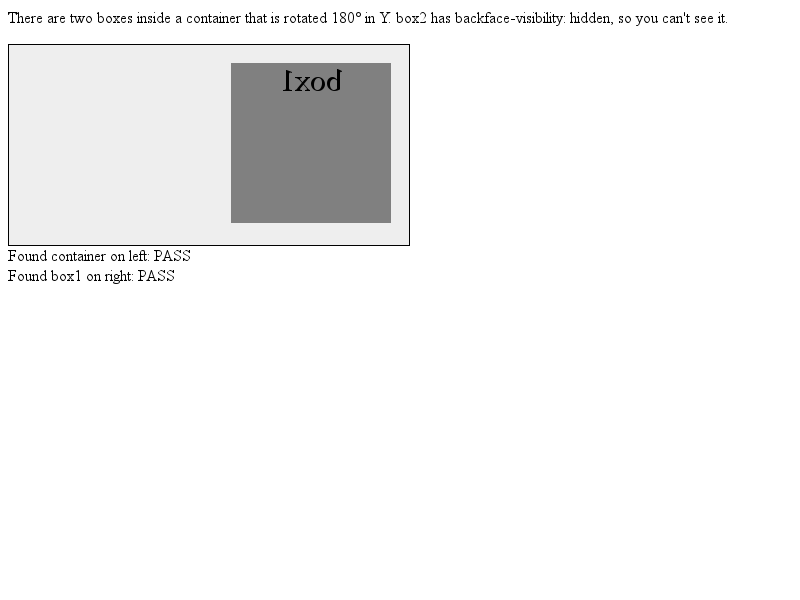 There are two boxes inside a container that is rotated 180° in Y. box2 has backface-visibility: hidden, so you can't see it.
box1
Found container on left: PASS
Found box1 on right: PASS